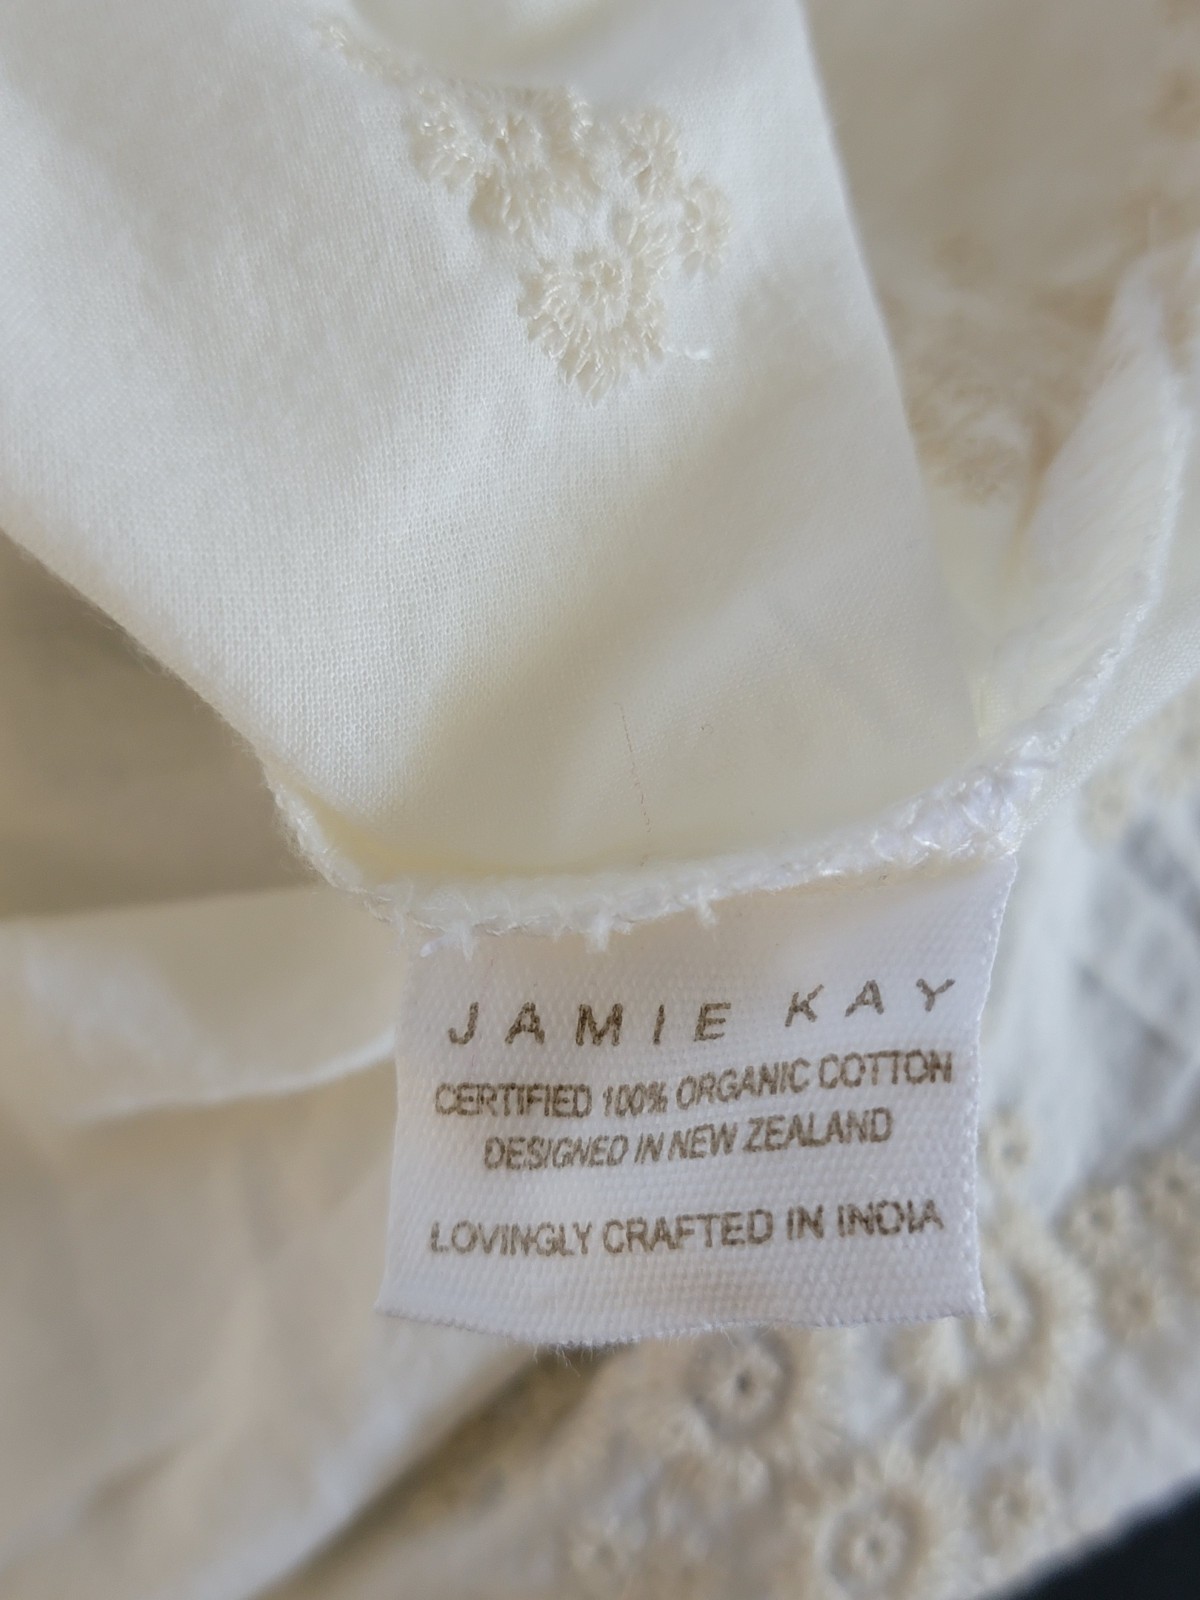 JAMIE KAY
CERTIFIED 100% ORGANIC COTTON
DESIGNED IN NEW ZEALAND
LOVINGLY CRAFTED IN INDIA